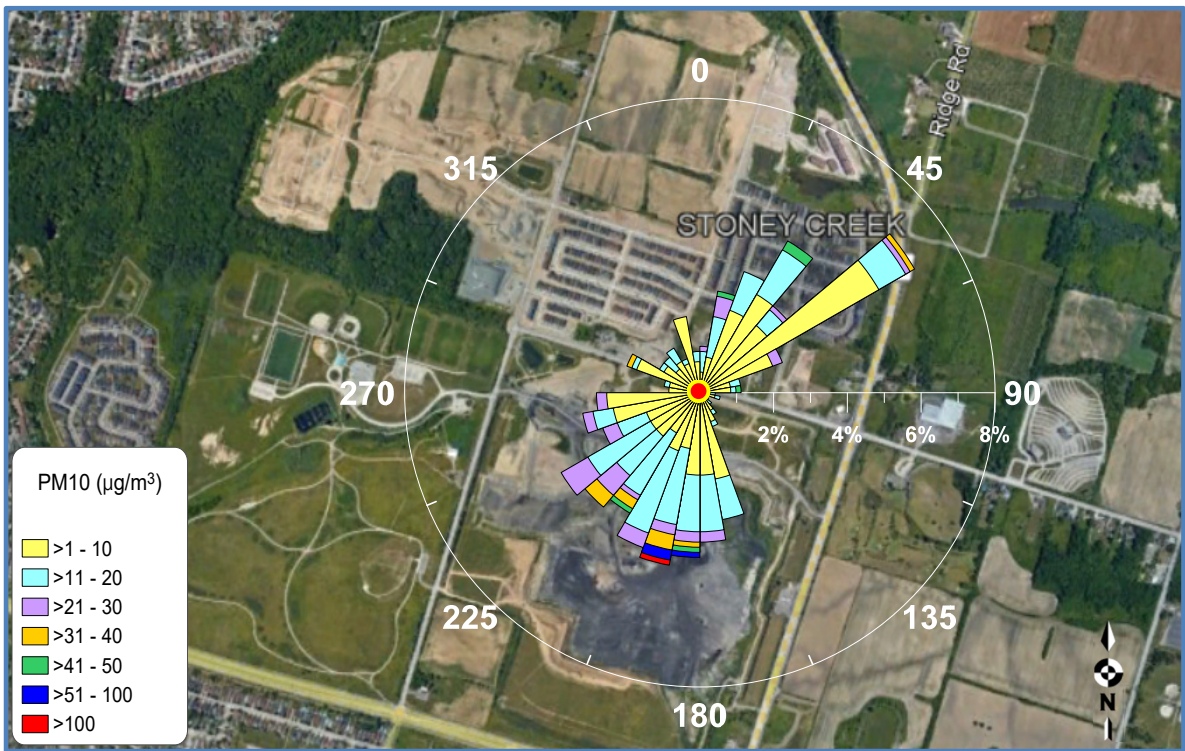 0
Ridge Rd
315
45
STONEY CREEK
270
90
2%
4%
6%
8%
PM10 (µg/m³)
>1 - 10
>11 - 20
>21 - 30
>31 - 40
>41 - 50
>51 - 100
>100
225
135
180
N